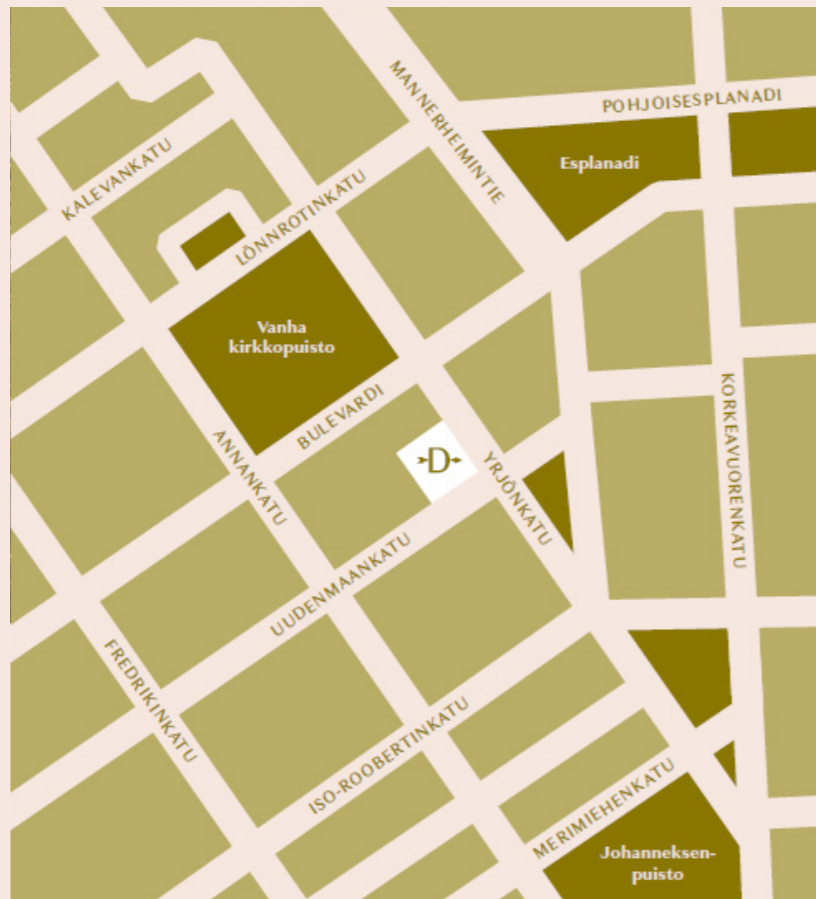 MANNERHEIMINTIE
POHJOISESPLANADI
Esplanadi
KALEVANKATU
LÖNNROTINKATU
Vanha
kirkkopuisto
BULEVARDI
KORKEAVUORENKATU
ANNANKATU
D
YRJÖNKATU
UUDENMAANKATU
FREDRIKINKATU
ISO-ROOBERTINKATU
MERIMIEHENKATU
Johanneksen-
puisto